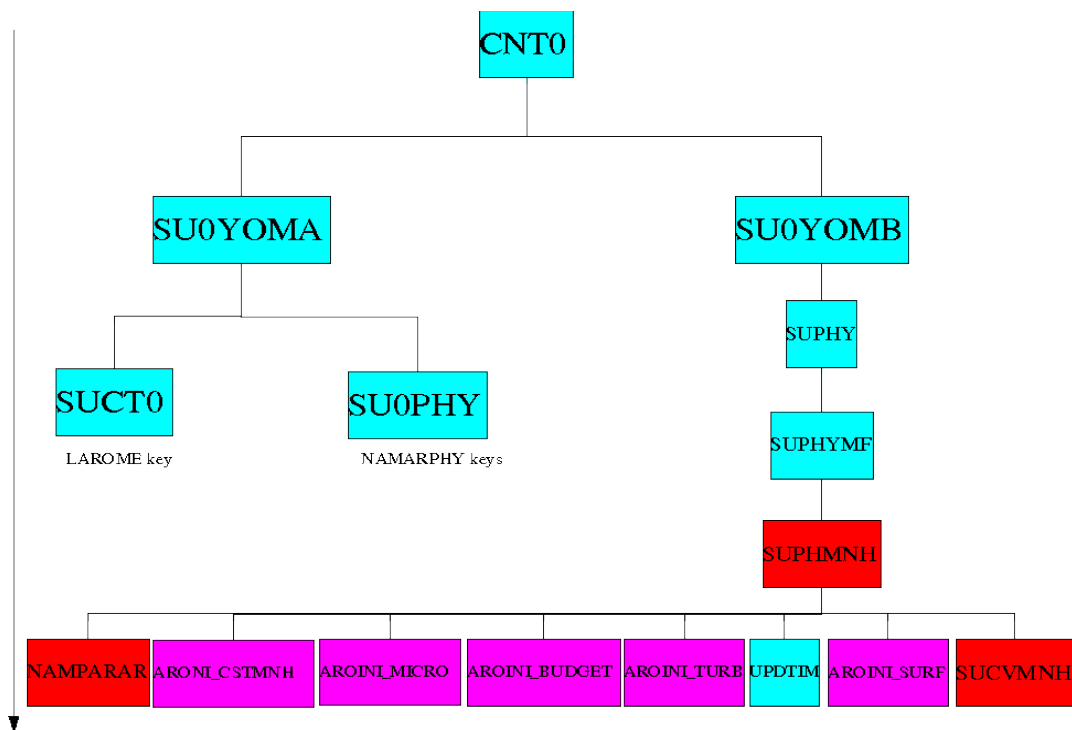 CNT0
SU0YOMA
SU0YOMB
SUPHY
SUCT0
SU0PHY
LAROME key
NAMARPHY keys
SUPHYMF
SUPHMNH
NAMPARAR
ARONI_CSTMNH
AROINI_MICRO
AROINI_BUDGET
AROINI_TURB
UPDTIM
AROINI_SURF
SUCVMNH